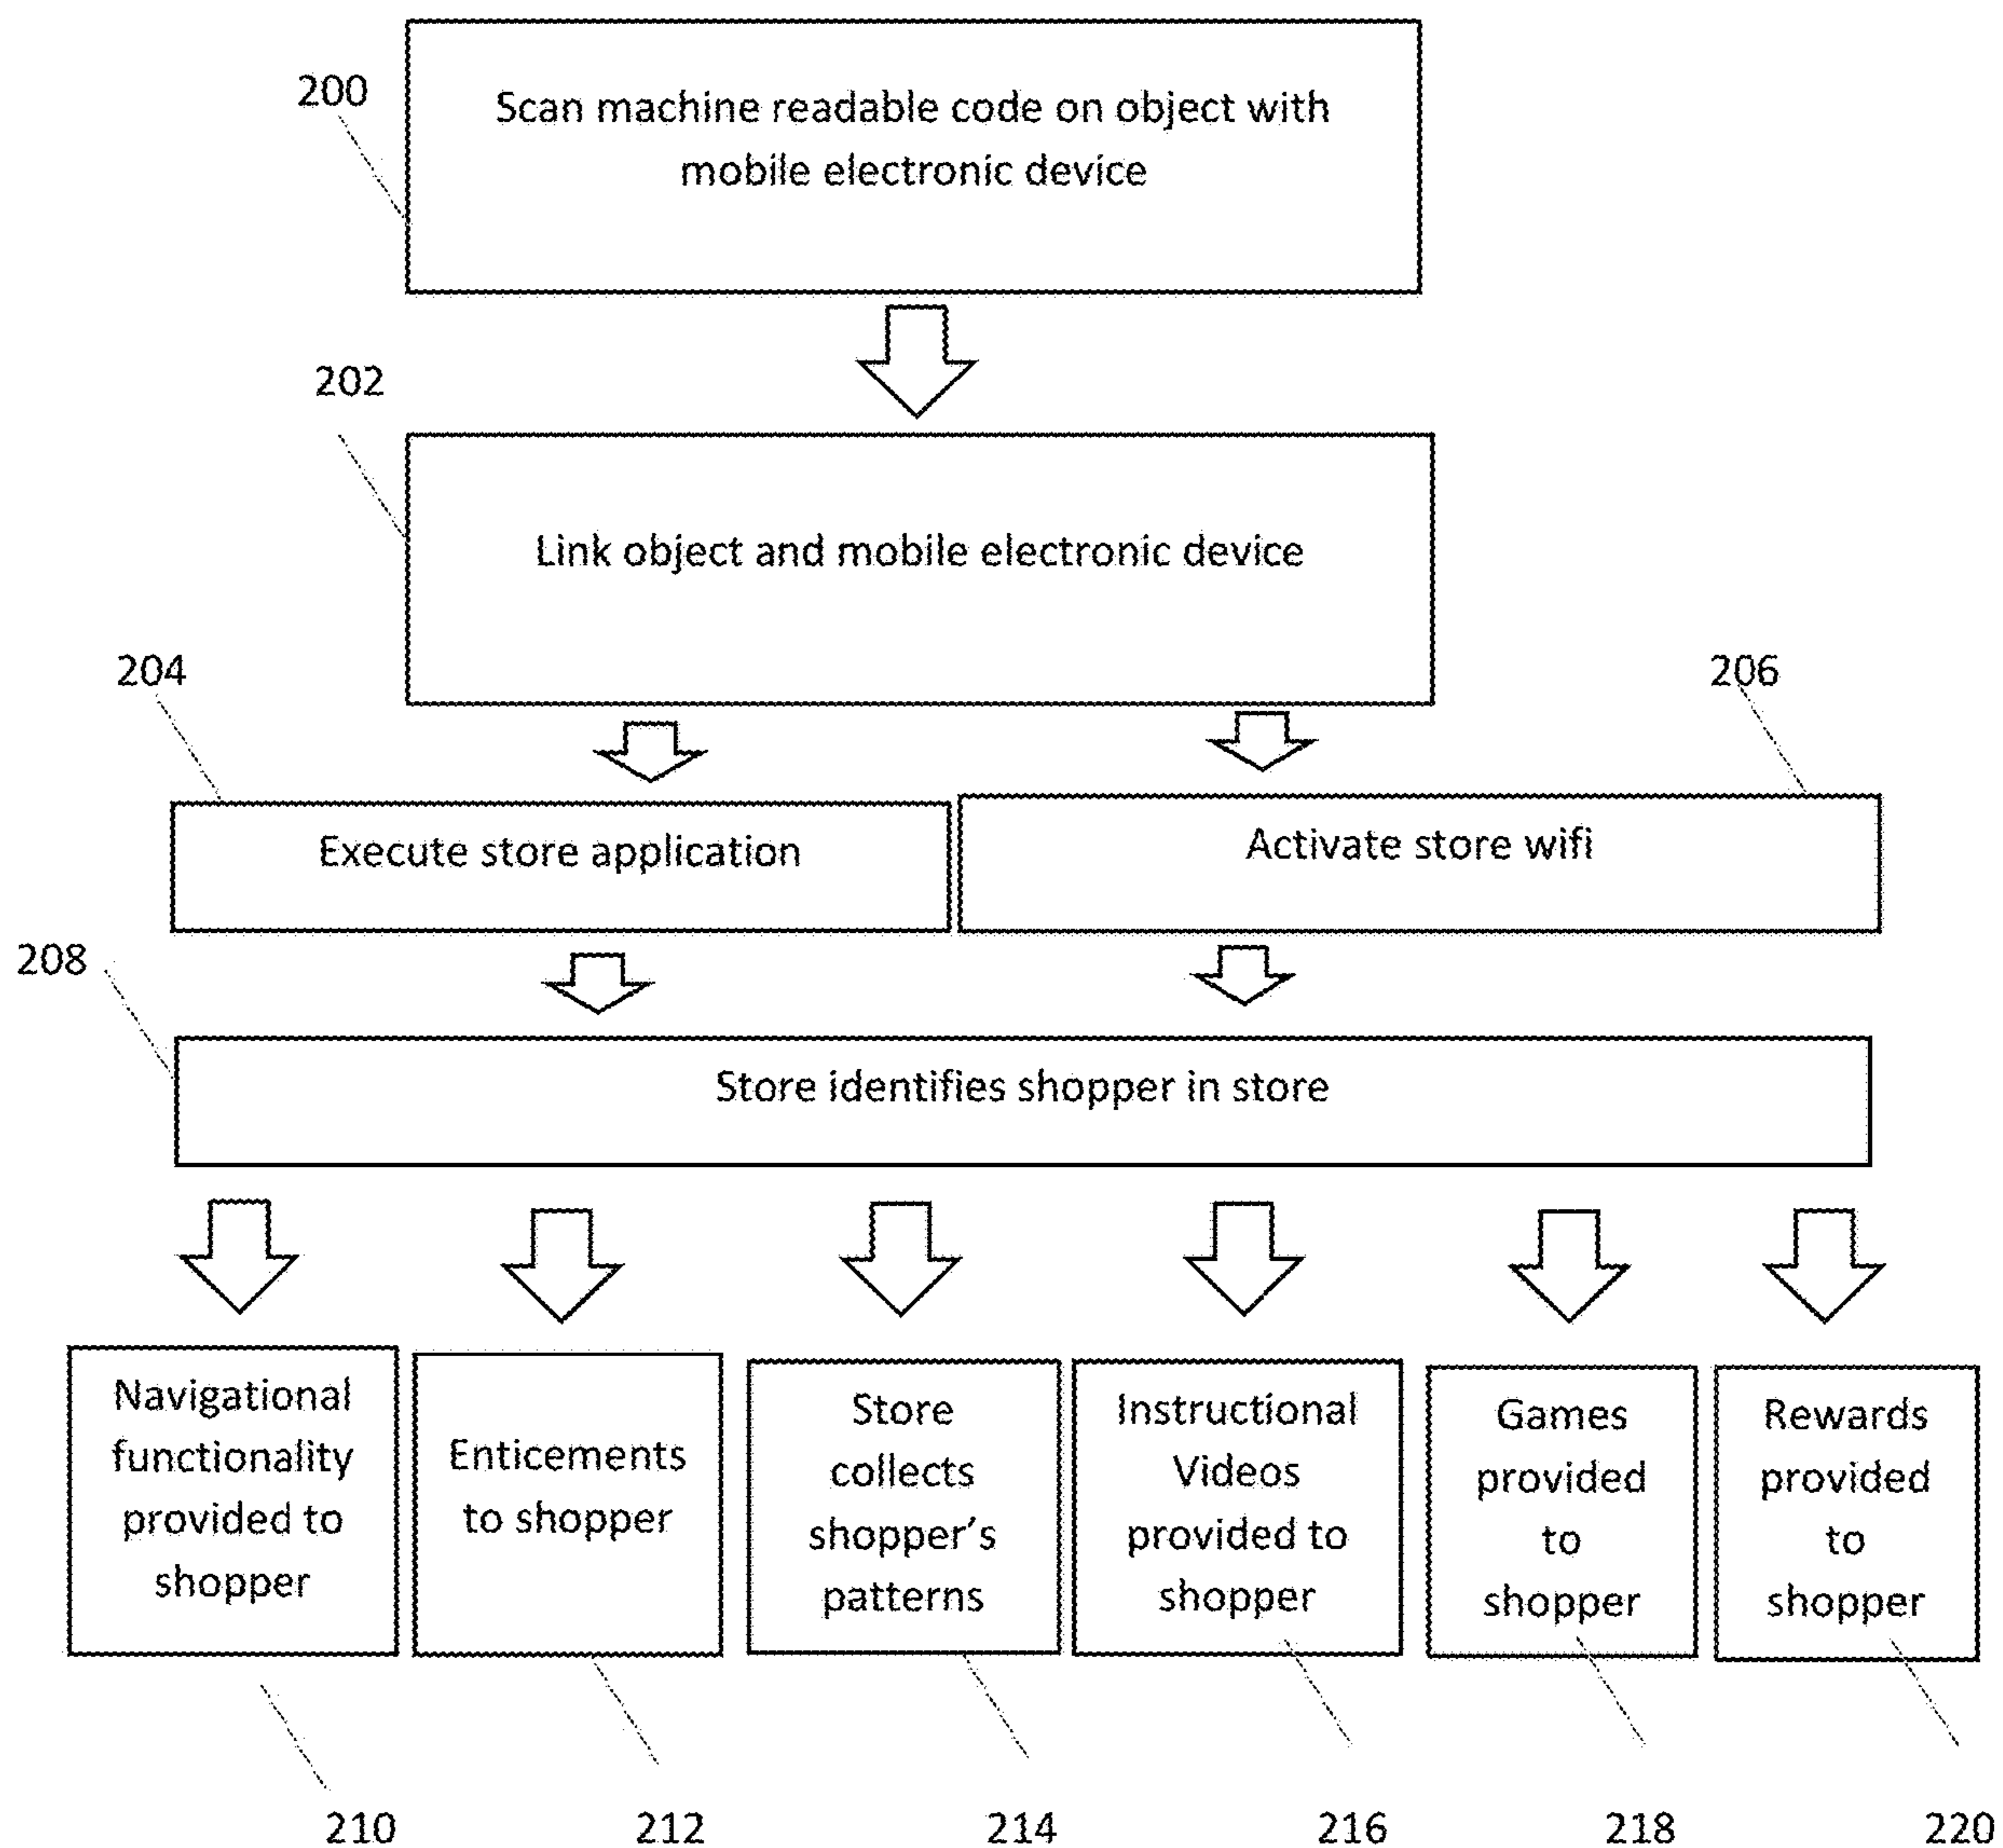 200
Scan machine readable code on object with
mobile electronic device
202
Link object and mobile electronic device
204
206
Execute store application
Activate store wifi
208
Store identifies shopper in store
Navigational
functionality
provided to
shopper
Enticements
to shopper
Store
collects
shopper’s
patterns
Instructional
Videos
provided to
shopper
Games
provided
to
shopper
Rewards
provided
to
shopper
210
212
214
216
218
220